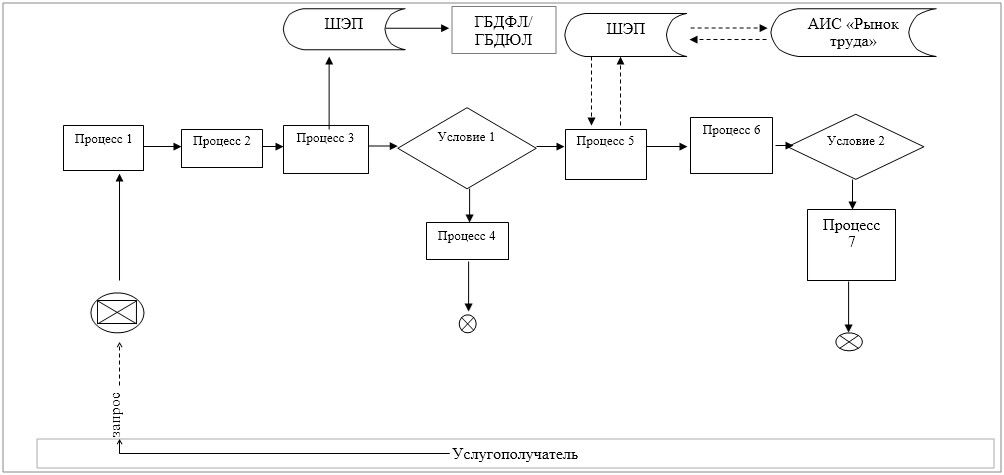 ШЭП
ГБДФЛ/
ГБДЮЛ
ШЭП
АИС «Рынок
труда»
Процесс 1
Процесс 2
Процесс 3
Условие 1
Процесс 5
Процесс 6
Условие 2
Процесс 4
Процесс
7
запрос
Услугополучатель